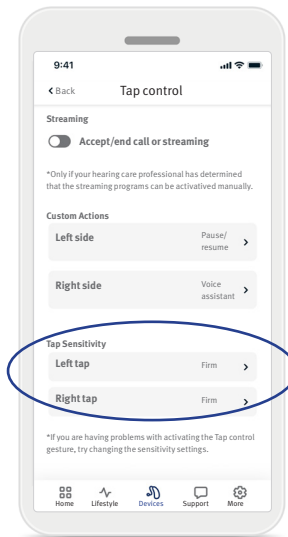 9:41
Back Tap control
Streaming
Accept/end call or streaming
*Only if your hearing care professional has determined
that the streaming programs can be activatived manually.
Custom Actions
Left side Pause/
resume
Right side Voice
assistant
Tap Sensitivity
Left tap Firm
Right tap Firm
*If you are having problems with activating the Tap control
gesture, try changing the sensitivity settings.
Home Lifestyle Devices Support More